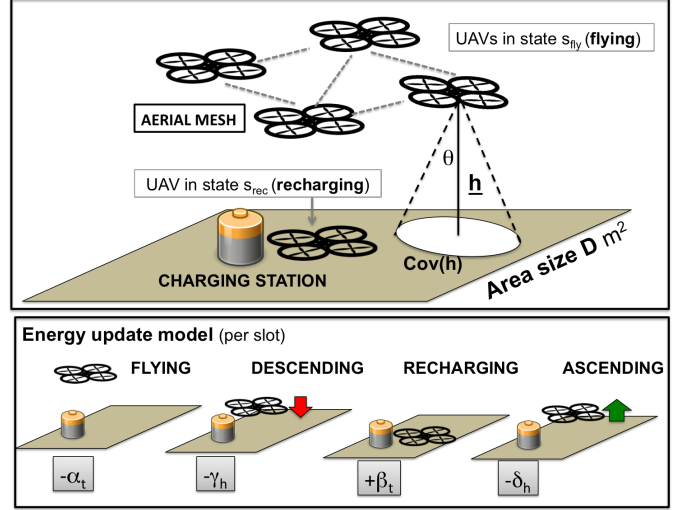 UAVs in state s_fly (flying)
AERIAL MESH
θ
h
UAV in state s_rec (recharging)
Cov(h)
CHARGING STATION
Area size D m²
Energy update model (per slot)
FLYING
DESCENDING
RECHARGING
ASCENDING
-α_t
-γ_h
+β_t
-δ_h